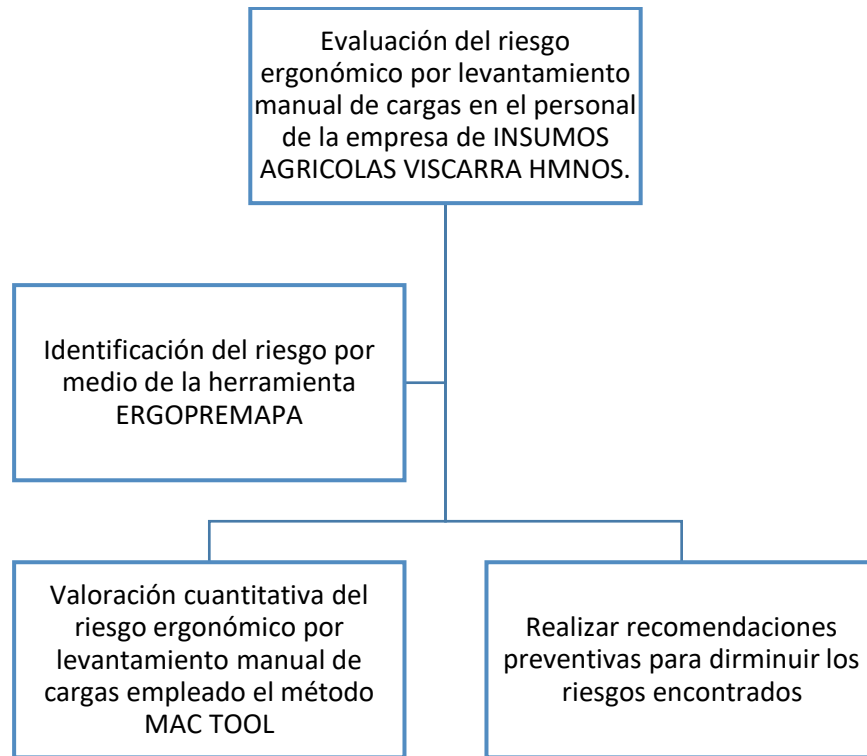 Evaluación del riesgo
ergonómico por levantamiento
manual de cargas en el personal
de la empresa de INSUMOS
AGRICOLAS VISCARRA HMNOS.
Identificación del riesgo por
medio de la herramienta
ERGOPREMAPA
Valoración cuantitativa del
riesgo ergonómico por
levantamiento manual de
cargas empleado el método
MAC TOOL
Realizar recomendaciones
preventivas para dirminuir los
riesgos encontrados